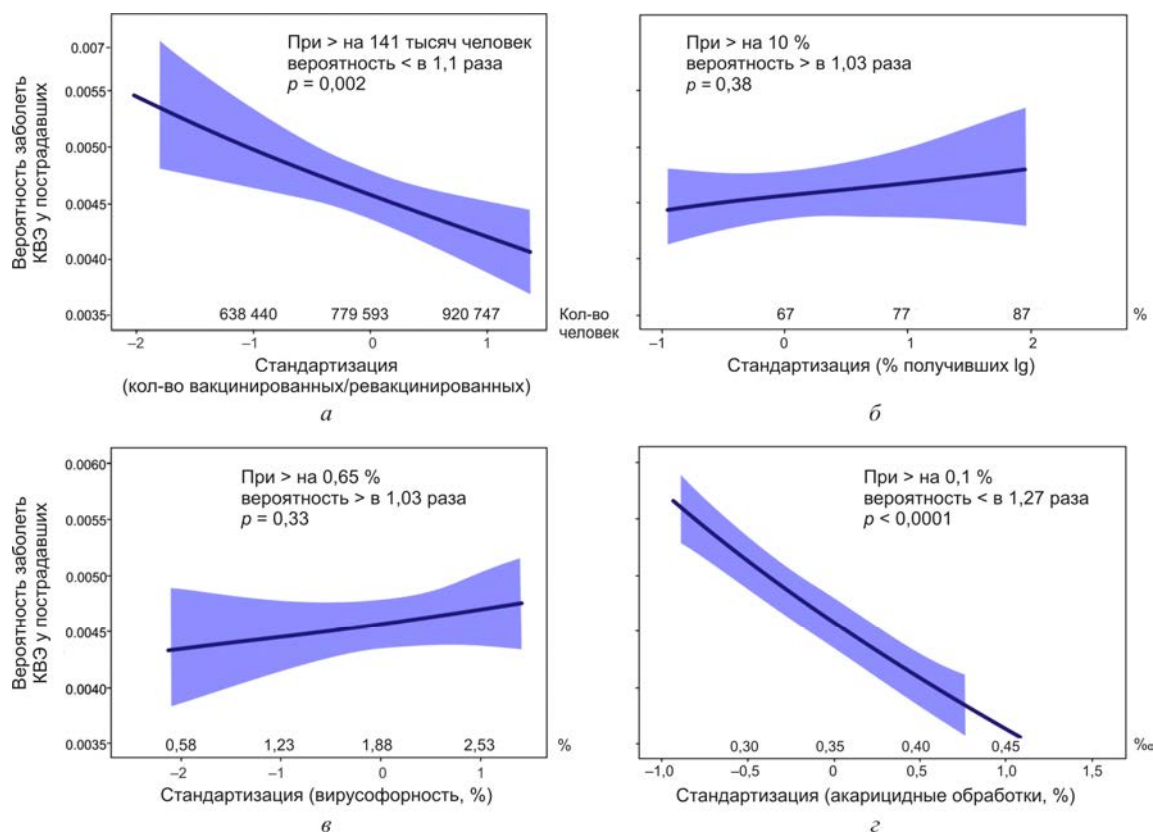 При > на 141 тысяч человек
вероятность < в 1,1 раза
p = 0,002
Вероятность заболеть
КВЭ у пострадавших
0.007
0.0055
0.0050
0.0045
0.0040
0.0035
638 440 779 593 920 747
Кол-во
человек
–2 –1 0 1
Стандартизация
(кол-во вакцинированных/ревакцинированных)
а
При > на 10 %
вероятность > в 1,03 раза
p = 0,38
67 77 87 %
–1 0 1 2
Стандартизация (% получивших Ig)
б
При > на 0,65 %
вероятность > в 1,03 раза
p = 0,33
Вероятность заболеть
КВЭ у пострадавших
0.0060
0.0055
0.0050
0.0045
0.0040
0.0035
0,58 1,23 1,88 2,53 %
–2 –1 0 1
Стандартизация (вирусофорность, %)
в
При > на 0,1 %
вероятность < в 1,27 раза
p < 0,0001
0,30 0,35 0,40 0,45
–1,0 –0,5 0 0,5 1,0 1,5
Стандартизация (акарицидные обработки, %)
г